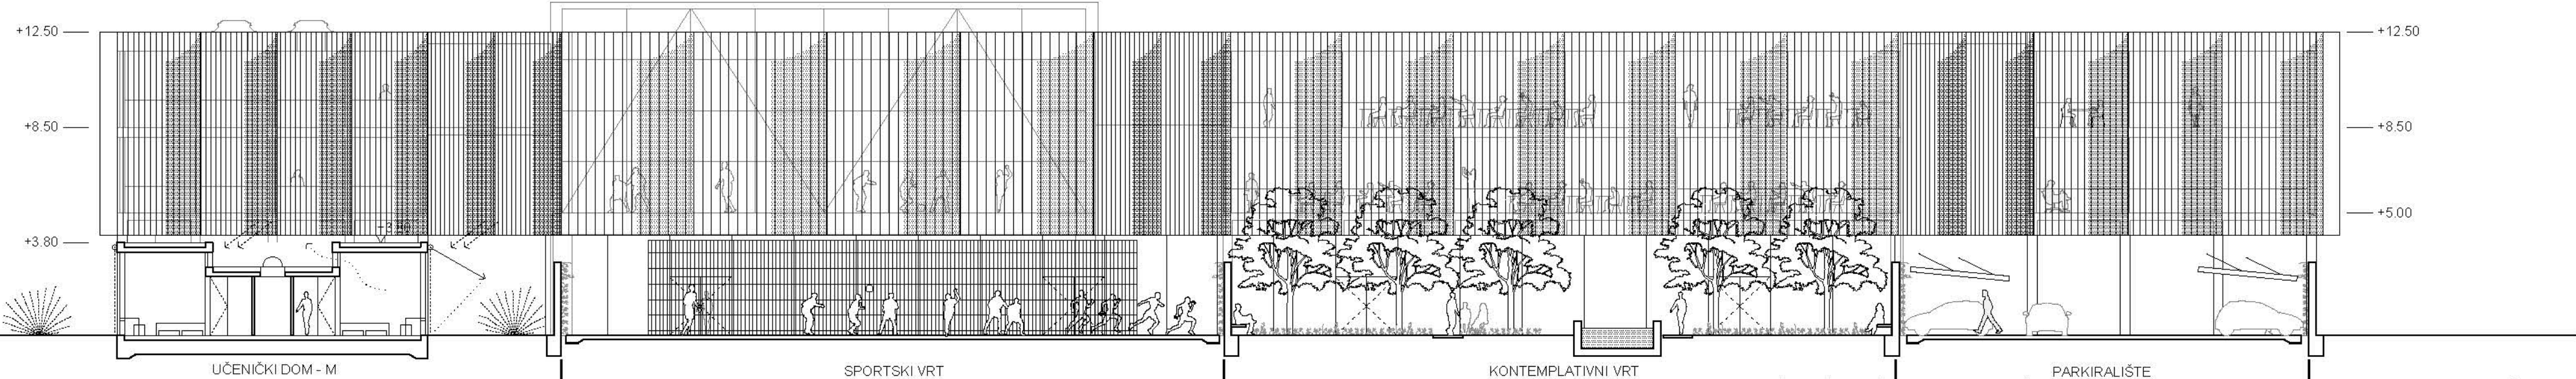 +12.50
+12.50
+8.50
+8.50
+5.00
+3.80
UČENIČKI DOM - M
SPORTSKI VRT
KONTEMPLATIVNI VRT
PARKIRALIŠTE